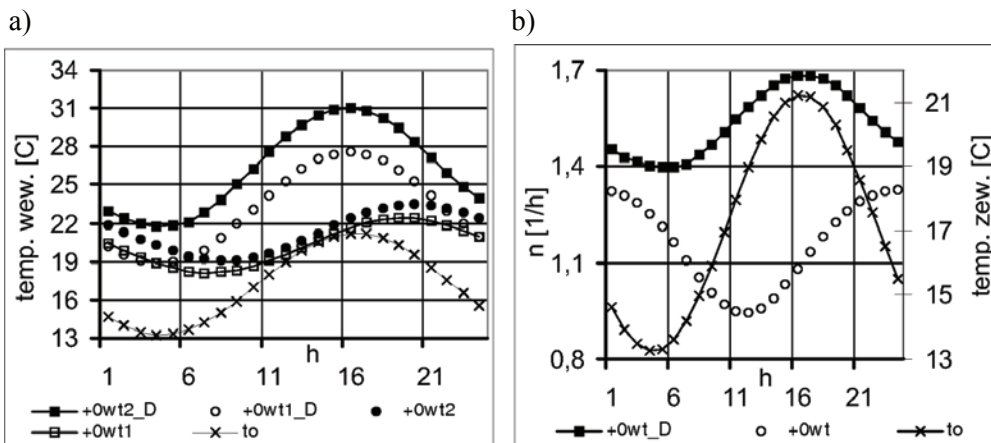 a)
temp. wew. [C]
34
31
28
25
22
19
16
13
1 6 11 16 21
h
+0wt2_D +0wt1_D +0wt2
+0wt1 to
b)
n [1/h]
1,7
1,4
1,1
0,8
21
19
17
14
13
temp. zew. [C]
1 6 11 16 21
h
+0wt_D +0wt to